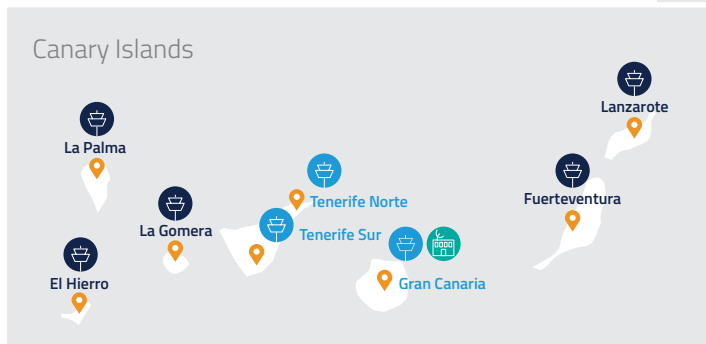 Canary Islands
Lanzarote
La Palma
Fuerteventura
Tenerife Norte
La Gomera
Tenerife Sur
El Hierro
Gran Canaria